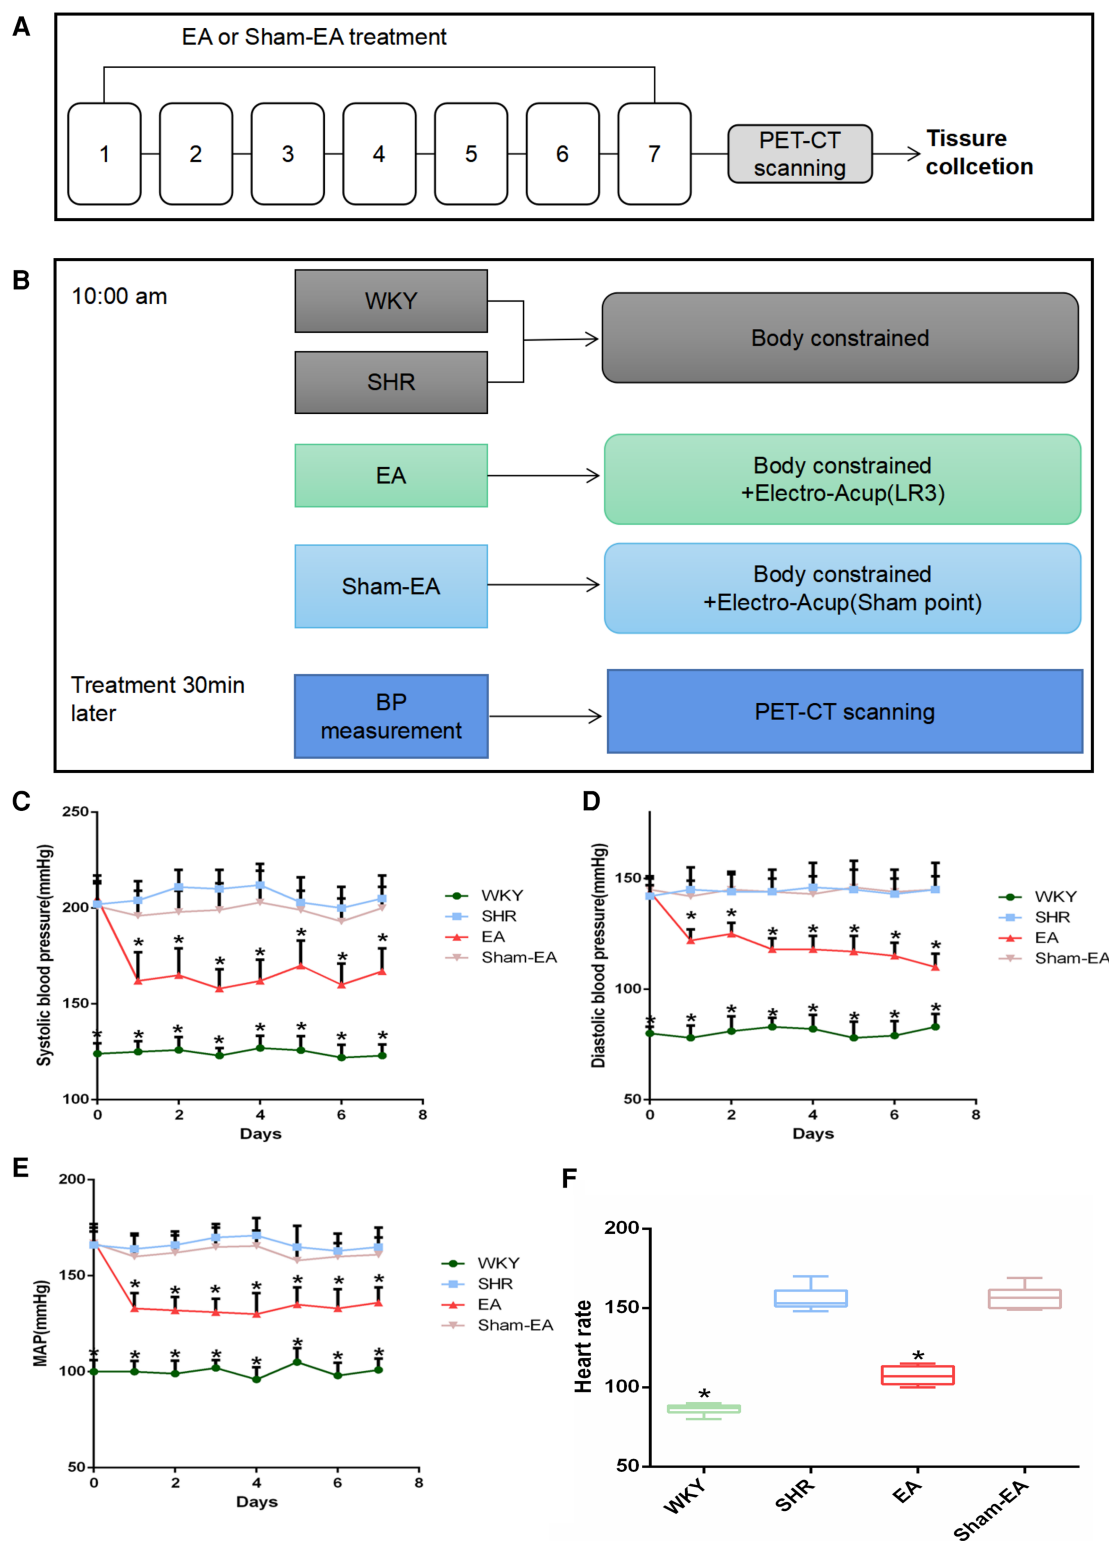 A
EA or Sham-EA treatment
1 2 3 4 5 6 7
PET-CT
scanning
Tissure
collcetion
B
10:00 am
WKY
SHR
Body constrained
EA
Body constrained
+Electro-Acup(LR3)
Sham-EA
Body constrained
+Electro-Acup(Sham point)
Treatment 30min
later
BP
measurement
PET-CT scanning
C
Systolic blood pressure(mmHg)
250
200
150
100
0 2 4 6 8
Days
* * * * * * *
* * * * * * * *
WKY
SHR
EA
Sham-EA
D
Diastolic blood pressure(mmHg)
150
100
50
0 2 4 6 8
Days
* * * * * * *
* * * * * * * *
WKY
SHR
EA
Sham-EA
E
MAP(mmHg)
200
150
100
50
0 2 4 6 8
Days
* * * * * * *
* * * * * * * *
WKY
SHR
EA
Sham-EA
F
Heart rate
200
150
100
50
* *
WKY
SHR
EA
Sham-EA